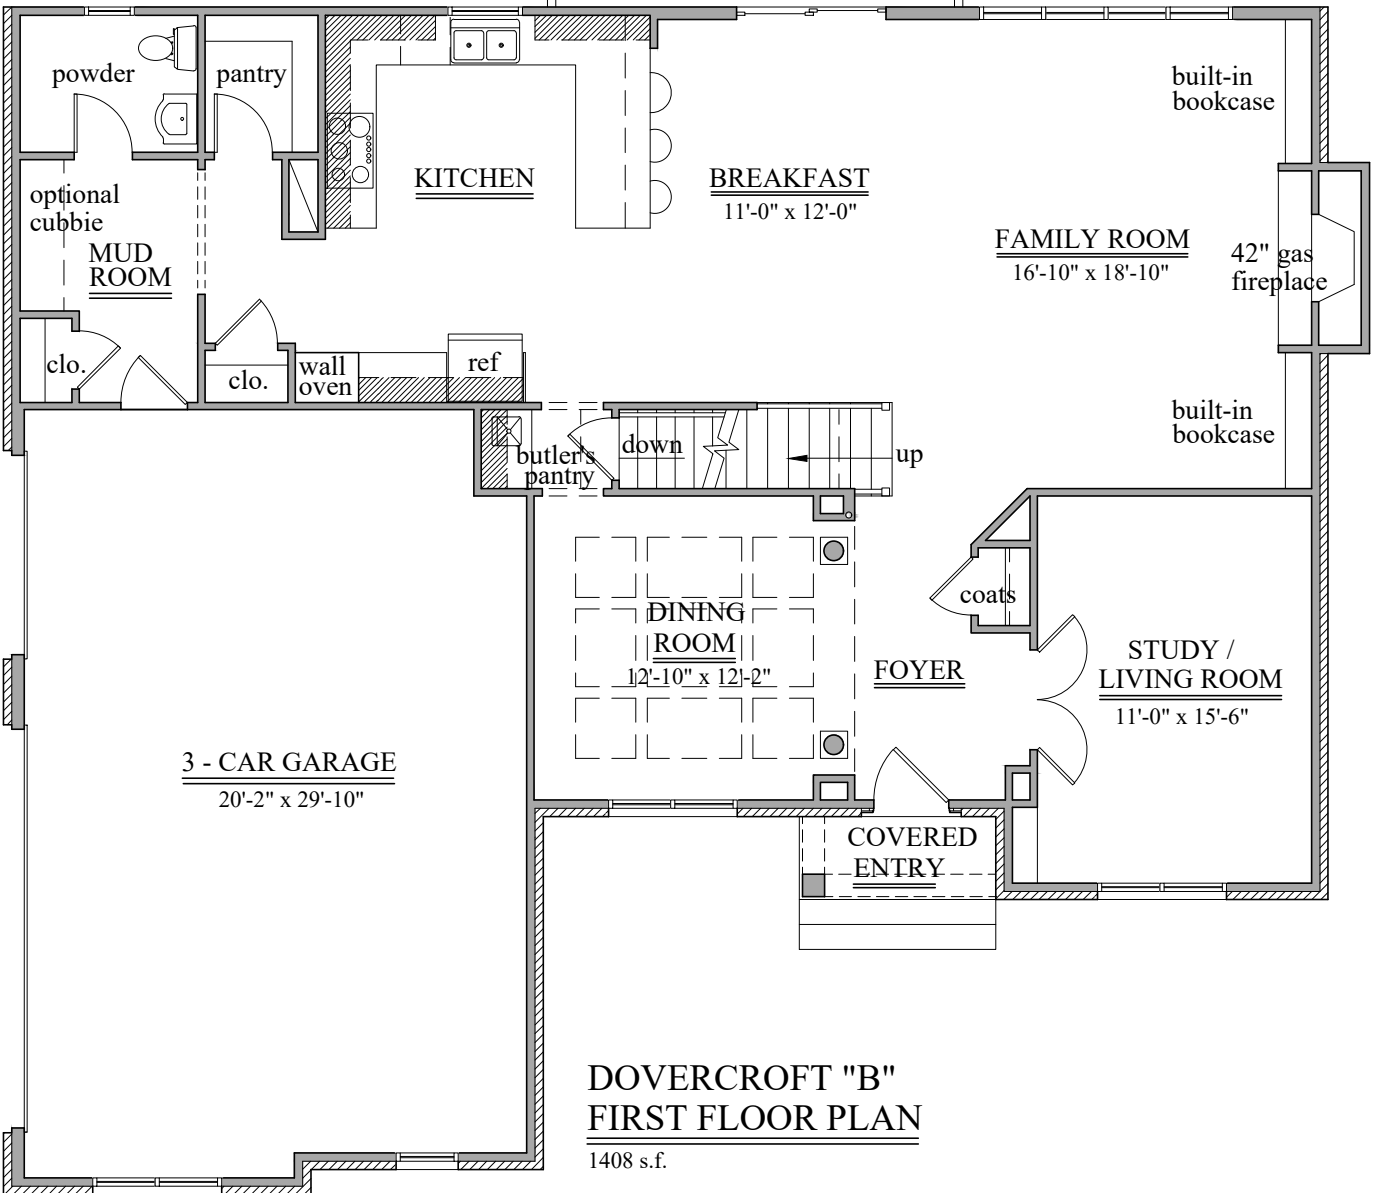 powder
pantry
built-in
bookcase
KITCHEN
BREAKFAST
11'-0" x 12'-0"
optional
cubbie
MUD
ROOM
FAMILY ROOM
16'-10" x 18'-10"
42" gas
fireplace
clo.
clo.
wall
oven
ref
built-in
bookcase
butler's
pantry
down
up
coats
DINING
ROOM
12'-10" x 12'-2"
FOYER
STUDY /
LIVING ROOM
11'-0" x 15'-6"
3 - CAR GARAGE
20'-2" x 29'-10"
COVERED
ENTRY
DOVERCROFT "B"
FIRST FLOOR PLAN
1408 s.f.